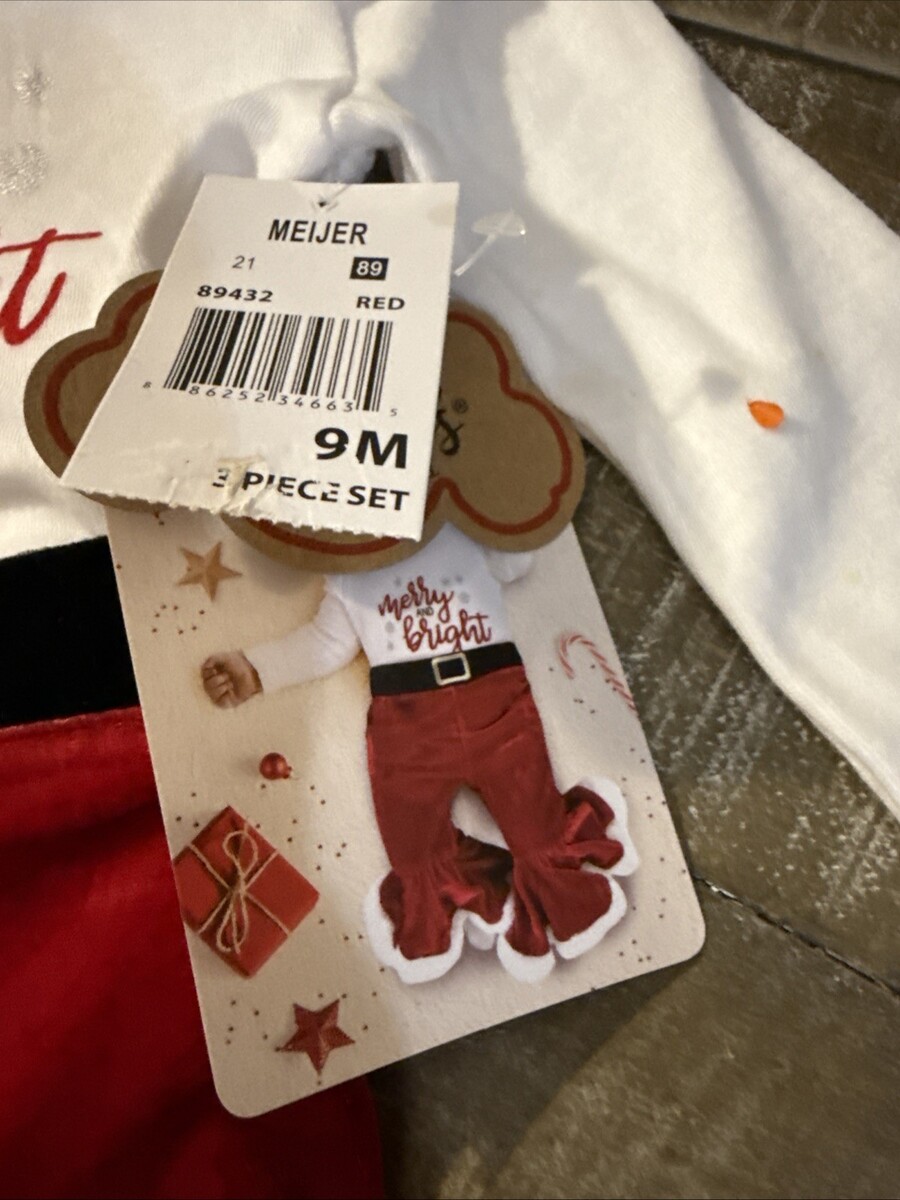 MEIJER
21 89
89432 RED
8 86252 34663 5
9M
3 PIECE SET
s®
t
merry
AND
bright